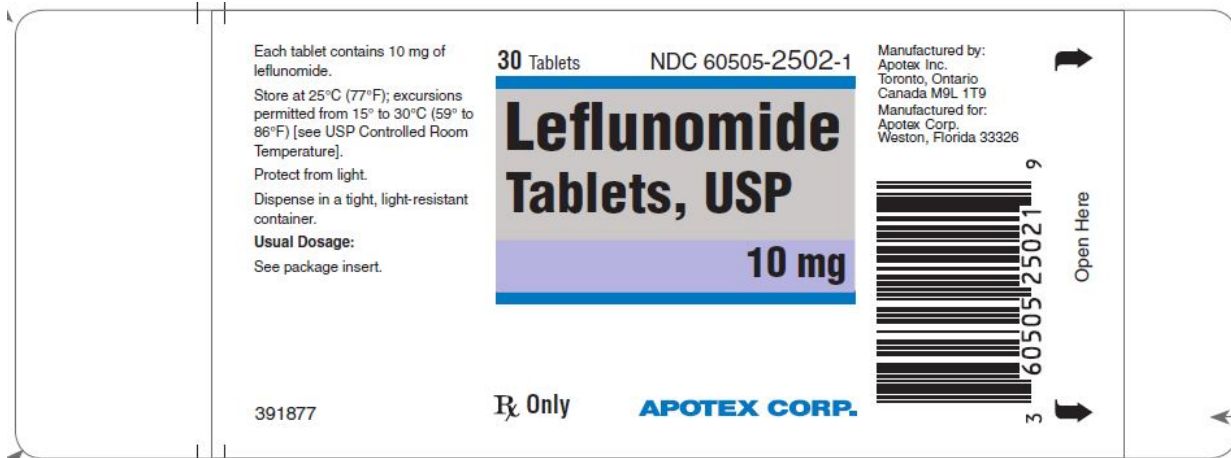 Each tablet contains 10 mg of
leflunomide.
Store at 25°C (77°F); excursions
permitted from 15° to 30°C (59° to
86°F) [see USP Controlled Room
Temperature].
Protect from light.
Dispense in a tight, light-resistant
container.
Usual Dosage:
See package insert.
391877
30 Tablets NDC 60505-2502-1
Leflunomide
Tablets, USP
10 mg
℞ Only APOTEX CORP.
Manufactured by:
Apotex Inc.
Toronto, Ontario
Canada M9L 1T9
Manufactured for:
Apotex Corp.
Weston, Florida 33326
3 60505 25021 9
Open Here